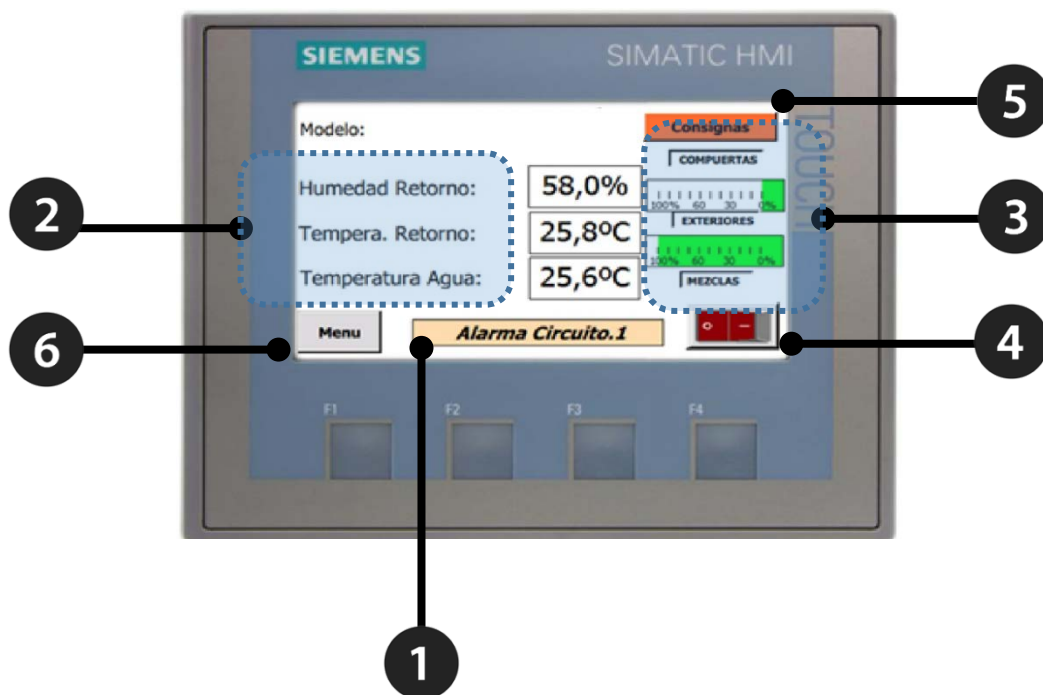 SIEMENS
SIMATIC HMI
TOUCH
5
Modelo:
Consignas
COMPUERTAS
2
Humedad Retorno:
58,0%
100% 60 30 0%
3
EXTERIORES
Tempera. Retorno:
25,8ºC
100% 60 30 0%
Temperatura Agua:
25,6ºC
MEZCLAS
6
Menu
Alarma Circuito.1
O −
4
F1
F2
F3
F4
1